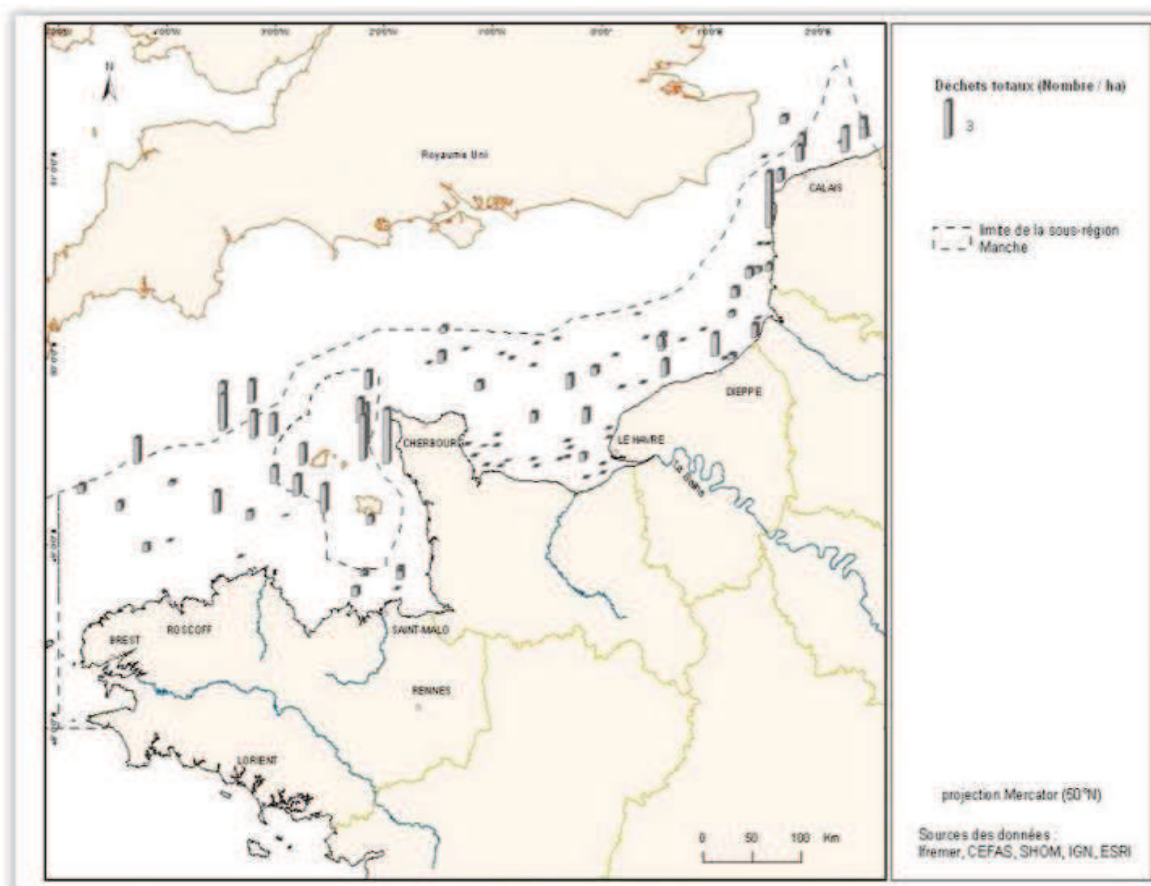 N
Royaume Uni
CALAIS
DIEPPE
LE HAVRE
La Seine
CHERBOURG
ROSCOFF
BREST
SAINT-MALO
RENNES
LORIENT
0 50 100 Km
Déchets totaux (Nombre / ha)
3
limite de la sous-région
Manche
projection Mercator (50°N)
Sources des données :
Ifremer, CEFAS, SHOM, IGN, ESRI